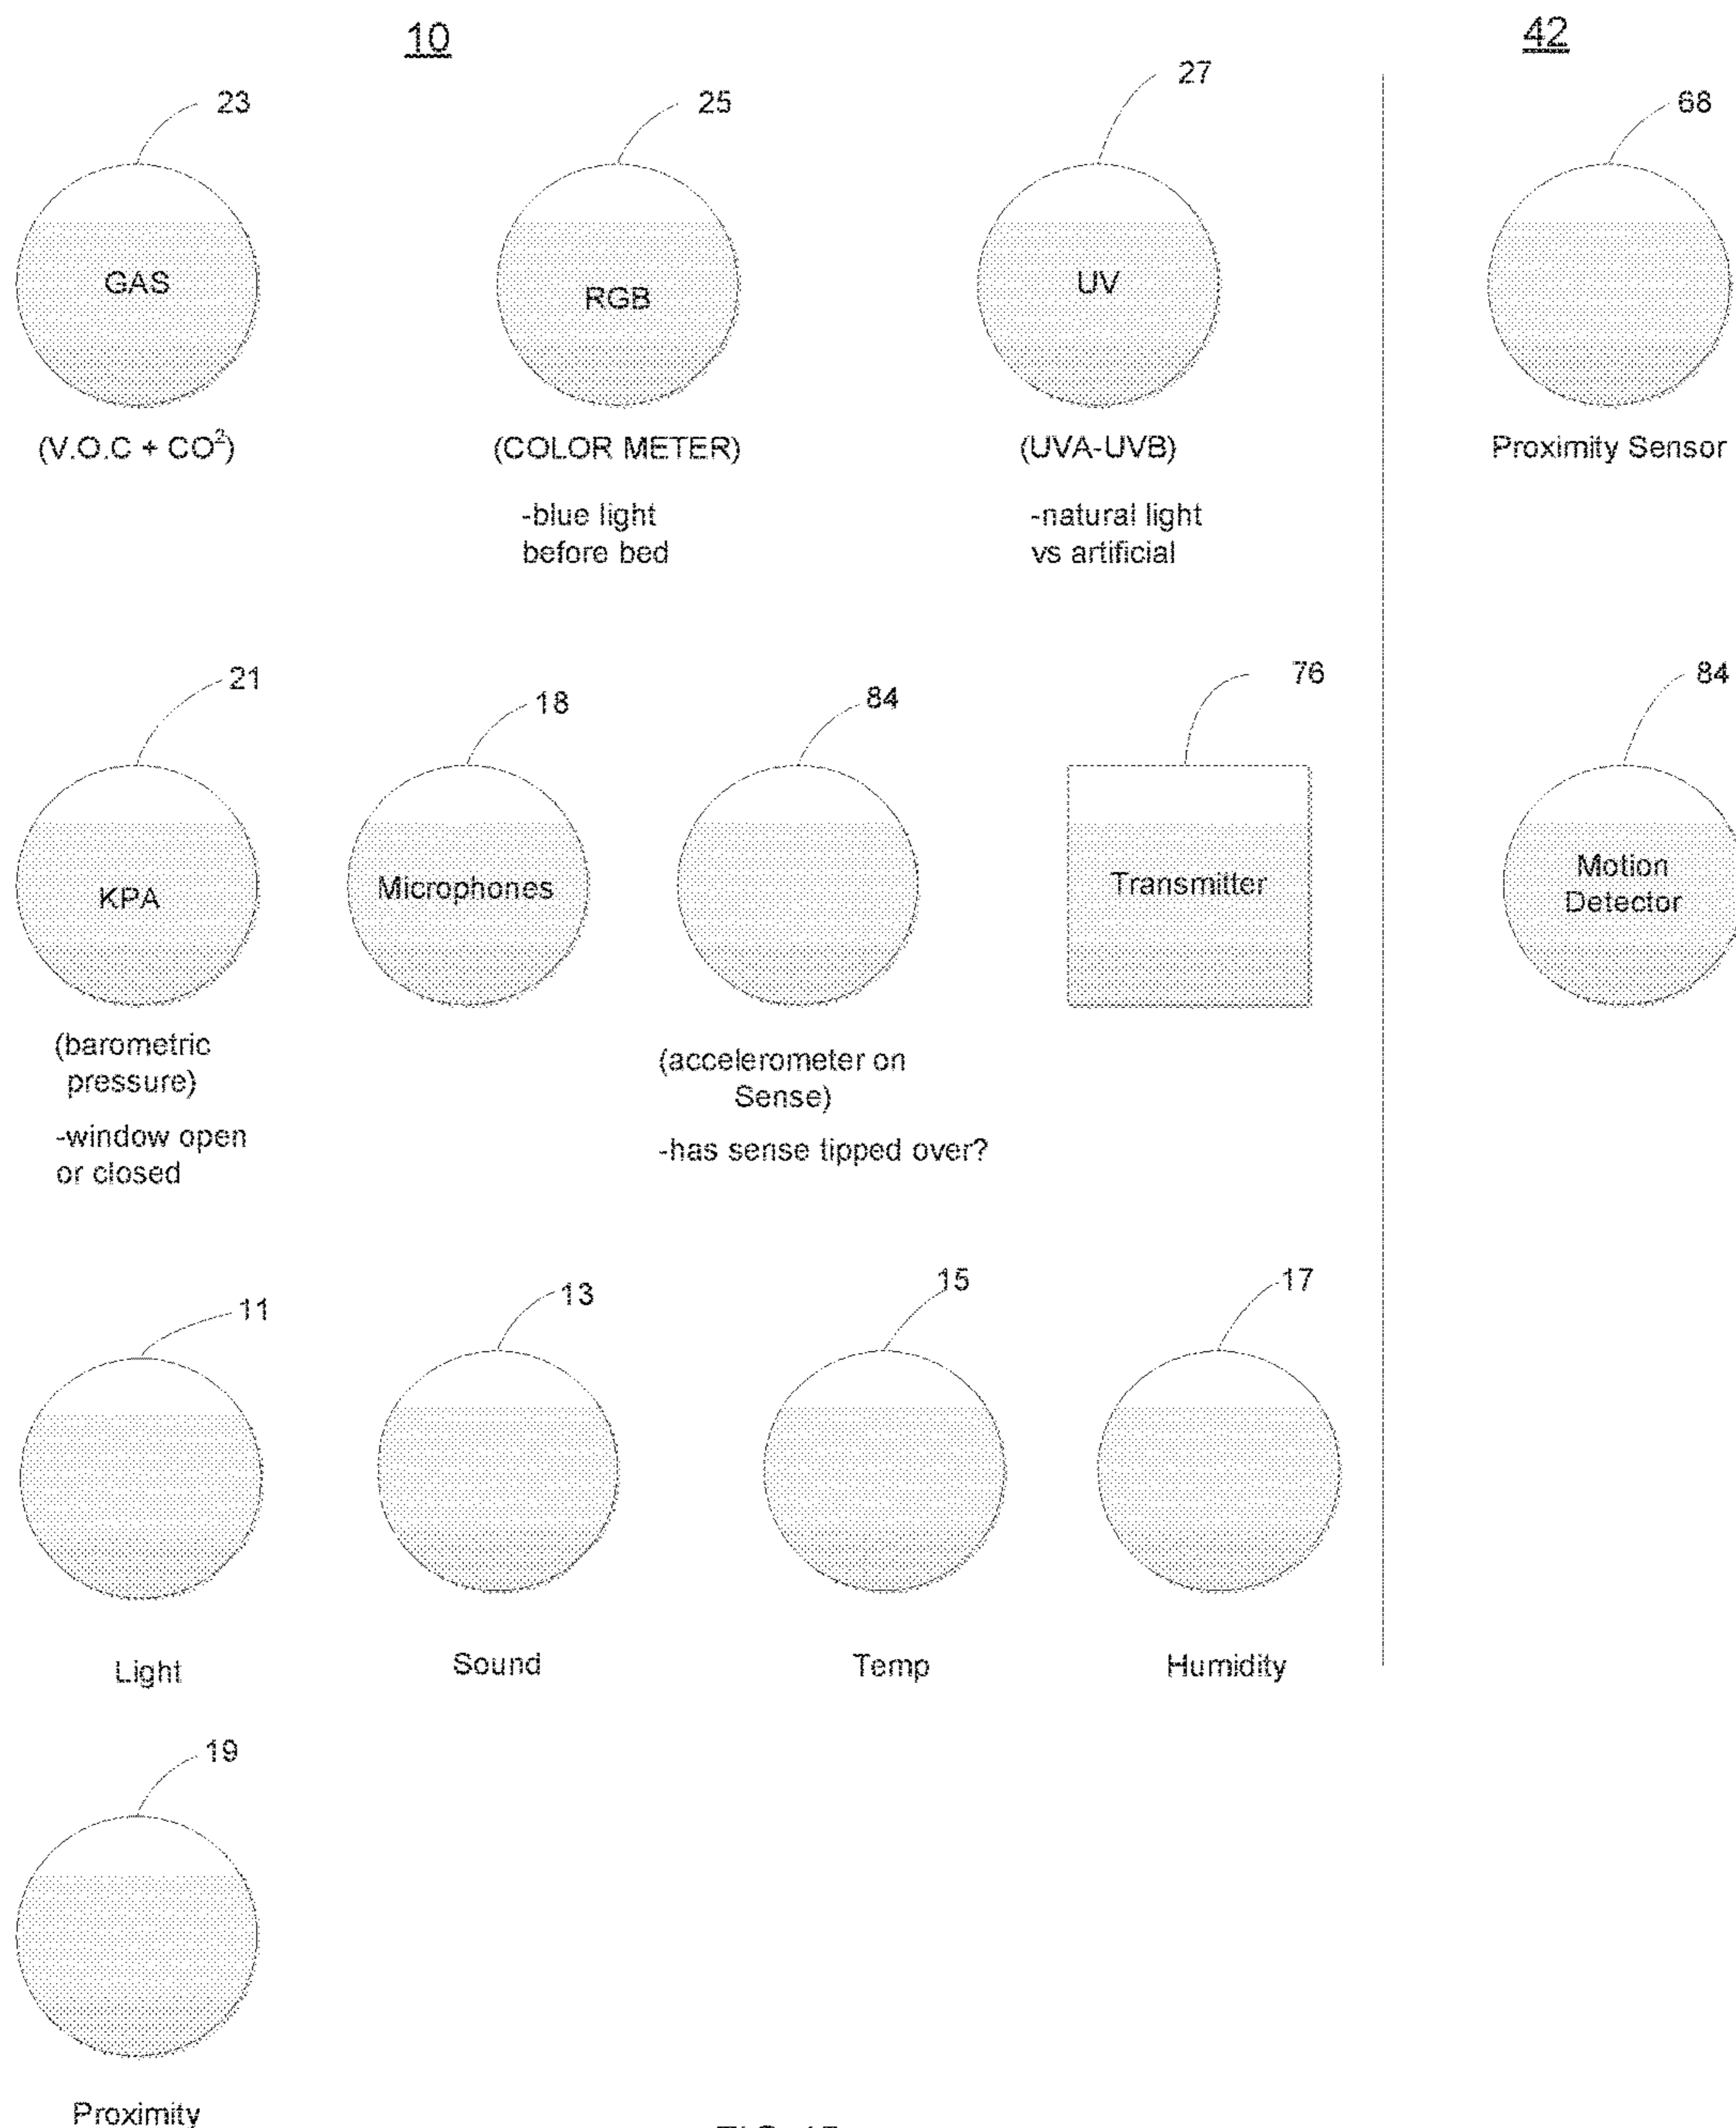 10
42
23
25
27
68
GAS
RGB
UV
(V.O.C + CO²)
(COLOR METER)
(UVA-UVB)
Proximity Sensor
-blue light
before bed
-natural light
vs artificial
21
18
84
76
84
KPA
Microphones
Transmitter
Motion
Detector
(barometric
pressure)
-window open
or closed
(accelerometer on
Sense)
-has sense tipped over?
11
13
15
17
Light
Sound
Temp
Humidity
19
Proximity